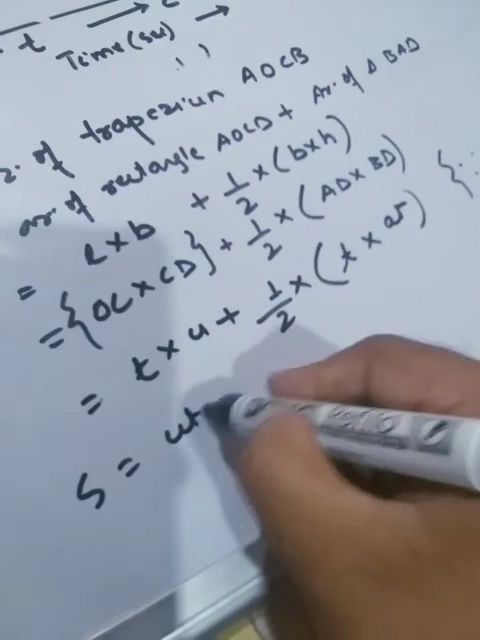 t
Time (sec)
Ar. of trapezium AOCB
ar. of rectangle AOCD + Ar. of Δ BAD
= l × b + 1/2 × (b×h)
= {OC × CD} + 1/2 × (AD × BD) {∵
= t × u + 1/2 × (t × at)
S = ut